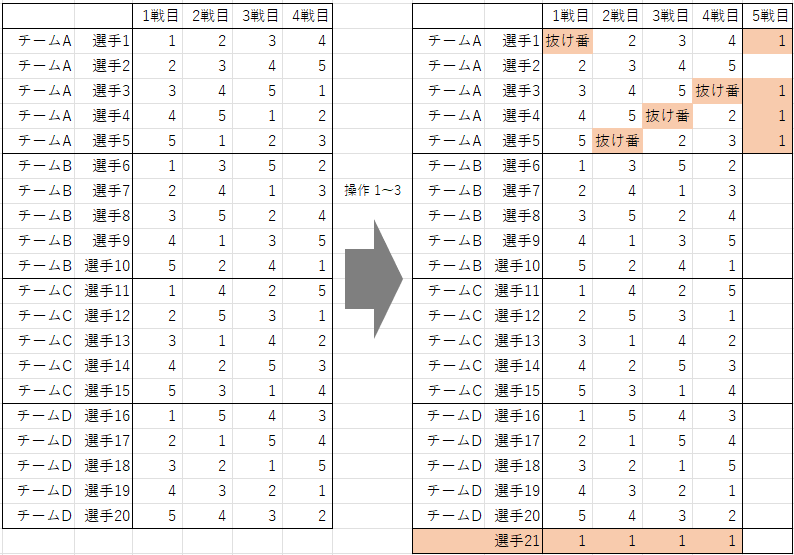 1戦目 2戦目 3戦目 4戦目
チームA 選手1 1 2 3 4
チームA 選手2 2 3 4 5
チームA 選手3 3 4 5 1
チームA 選手4 4 5 1 2
チームA 選手5 5 1 2 3
チームB 選手6 1 3 5 2
チームB 選手7 2 4 1 3
チームB 選手8 3 5 2 4
チームB 選手9 4 1 3 5
チームB 選手10 5 2 4 1
チームC 選手11 1 4 2 5
チームC 選手12 2 5 3 1
チームC 選手13 3 1 4 2
チームC 選手14 4 2 5 3
チームC 選手15 5 3 1 4
チームD 選手16 1 5 4 3
チームD 選手17 2 1 5 4
チームD 選手18 3 2 1 5
チームD 選手19 4 3 2 1
チームD 選手20 5 4 3 2
操作 1～3
1戦目 2戦目 3戦目 4戦目 5戦目
チームA 選手1 抜け番 2 3 4 1
チームA 選手2 2 3 4 5
チームA 選手3 3 4 5 抜け番 1
チームA 選手4 4 5 抜け番 2 1
チームA 選手5 5 抜け番 2 3 1
チームB 選手6 1 3 5 2
チームB 選手7 2 4 1 3
チームB 選手8 3 5 2 4
チームB 選手9 4 1 3 5
チームB 選手10 5 2 4 1
チームC 選手11 1 4 2 5
チームC 選手12 2 5 3 1
チームC 選手13 3 1 4 2
チームC 選手14 4 2 5 3
チームC 選手15 5 3 1 4
チームD 選手16 1 5 4 3
チームD 選手17 2 1 5 4
チームD 選手18 3 2 1 5
チームD 選手19 4 3 2 1
チームD 選手20 5 4 3 2
選手21 1 1 1 1